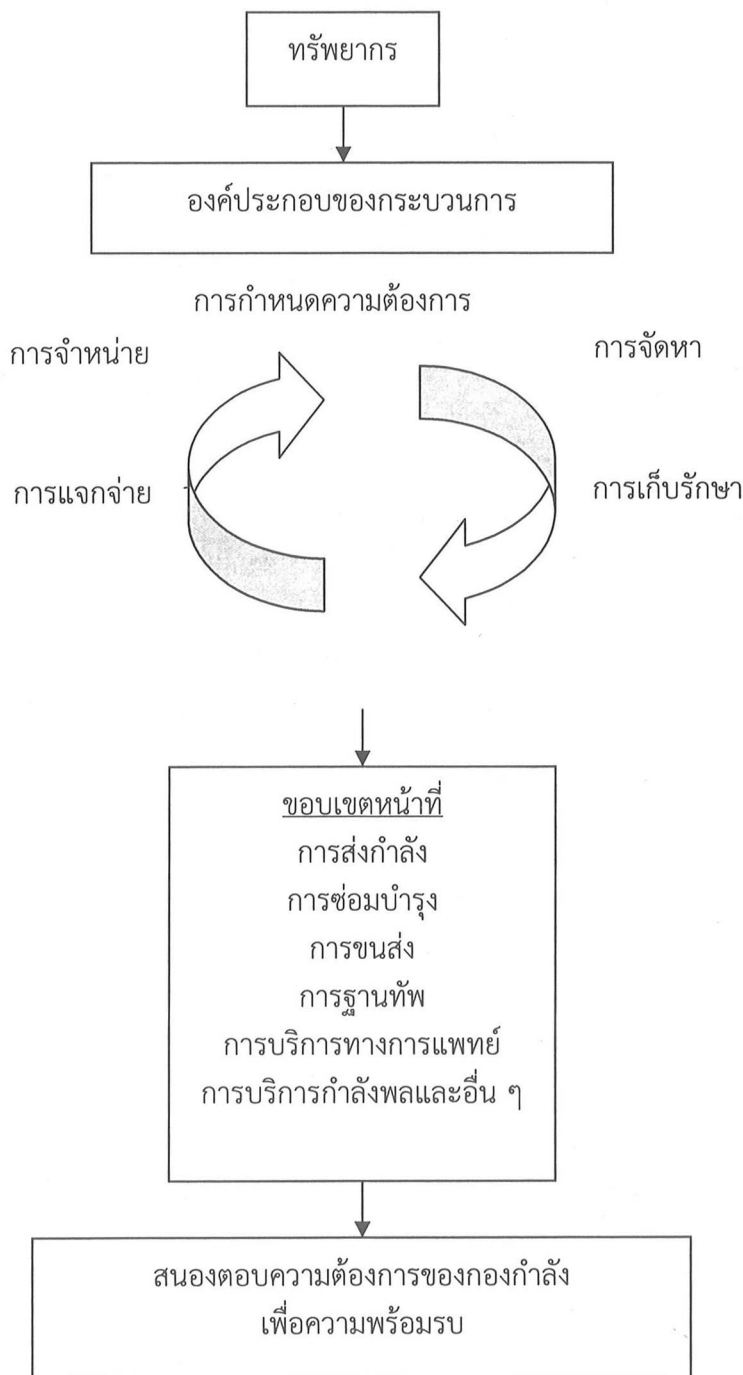 ทรัพยากร
องค์ประกอบของกระบวนการ
การกำหนดความต้องการ
การจำหน่าย
การจัดหา
การแจกจ่าย
การเก็บรักษา
ขอบเขตหน้าที่
การส่งกำลัง
การซ่อมบำรุง
การขนส่ง
การฐานทัพ
การบริการทางการแพทย์
การบริการกำลังพลและอื่น ๆ
สนองตอบความต้องการของกองกำลัง
เพื่อความพร้อมรบ